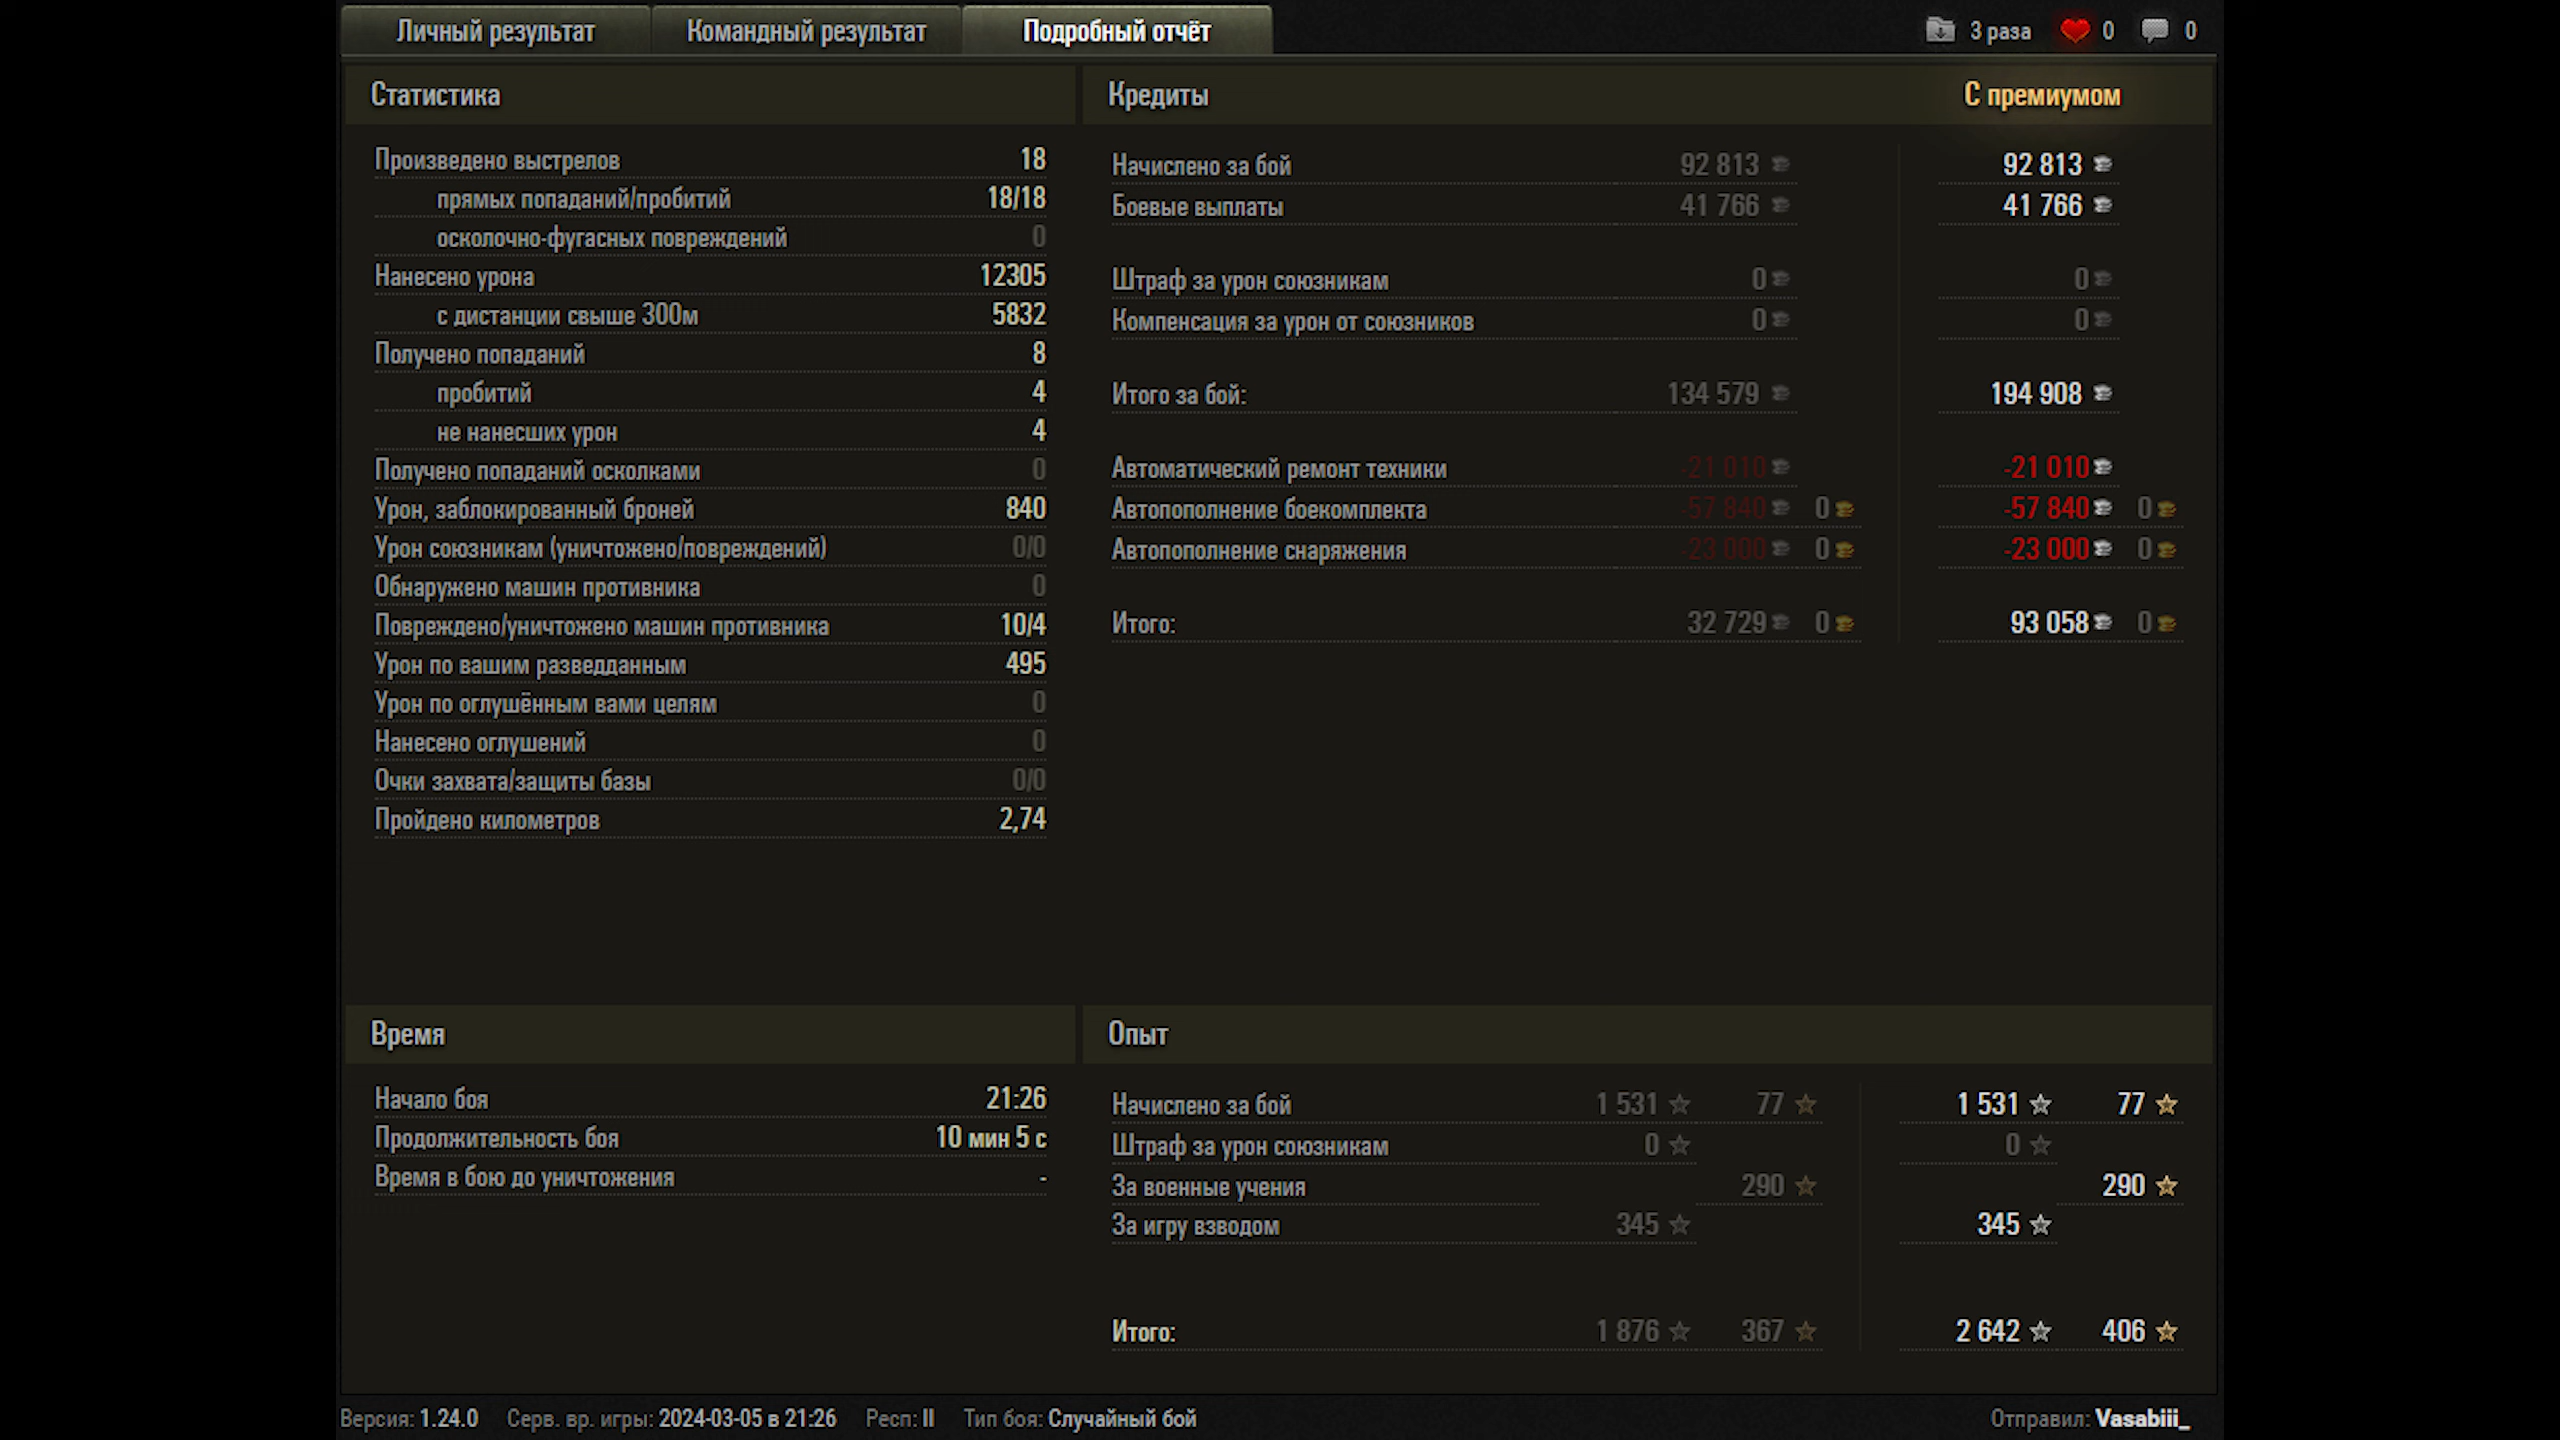 Личный результат
Командный результат
Подробный отчёт
3 раза
0
0
Статистика
Произведено выстрелов 18
прямых попаданий/пробитий 18/18
осколочно-фугасных повреждений 0
Нанесено урона 12305
с дистанции свыше 300м 5832
Получено попаданий 8
пробитий 4
не нанесших урон 4
Получено попаданий осколками 0
Урон, заблокированный броней 840
Урон союзникам (уничтожено/повреждений) 0/0
Обнаружено машин противника 0
Повреждено/уничтожено машин противника 10/4
Урон по вашим разведданным 495
Урон по оглушённым вами целям 0
Нанесено оглушений 0
Очки захвата/защиты базы 0/0
Пройдено километров 2,74
Кредиты С премиумом
Начислено за бой 92 813 92 813
Боевые выплаты 41 766 41 766
Штраф за урон союзникам 0 0
Компенсация за урон от союзников 0 0
Итого за бой: 134 579 194 908
Автоматический ремонт техники -21 010 -21 010
Автопополнение боекомплекта -57 840 0 -57 840 0
Автопополнение снаряжения -23 000 0 -23 000 0
Итого: 32 729 0 93 058 0
Время
Начало боя 21:26
Продолжительность боя 10 мин 5 с
Время в бою до уничтожения -
Опыт
Начислено за бой 1 531 77 1 531 77
Штраф за урон союзникам 0 0
За военные учения 290 290
За игру взводом 345 345
Итого: 1 876 367 2 642 406
Версия: 1.24.0 Серв. вр. игры: 2024-03-05 в 21:26 Респ: II Тип боя: Случайный бой Отправил: Vasabiii_